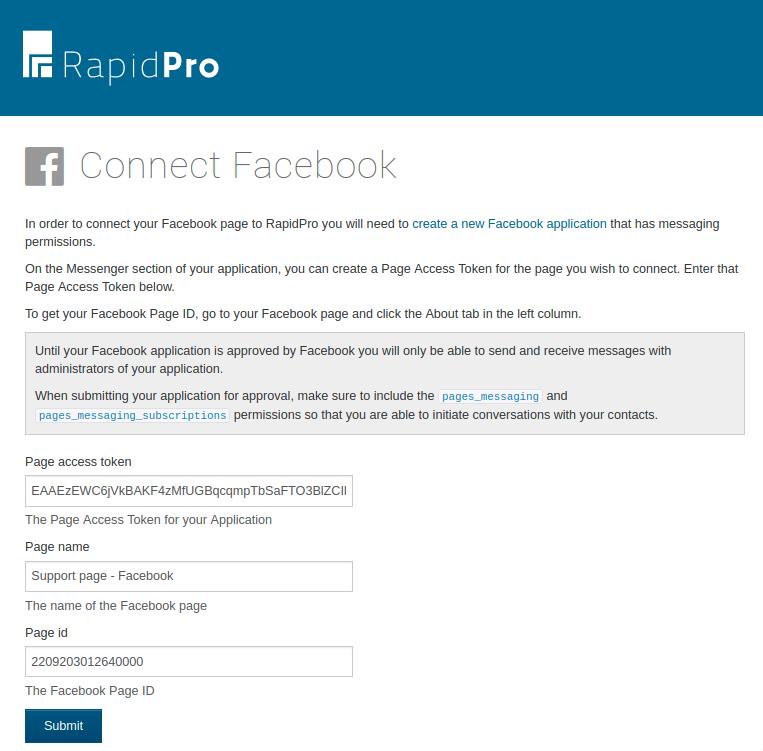 RapidPro
Connect Facebook
In order to connect your Facebook page to RapidPro you will need to create a new Facebook application that has messaging
permissions.
On the Messenger section of your application, you can create a Page Access Token for the page you wish to connect. Enter that
Page Access Token below.
To get your Facebook Page ID, go to your Facebook page and click the About tab in the left column.
Until your Facebook application is approved by Facebook you will only be able to send and receive messages with
administrators of your application.
When submitting your application for approval, make sure to include the pages_messaging and
pages_messaging_subscriptions permissions so that you are able to initiate conversations with your contacts.
Page access token
EAAEzEWC6jVkBAKF4zMfUGBqcqmpTbSaFTO3BlZCII
The Page Access Token for your Application
Page name
Support page - Facebook
The name of the Facebook page
Page id
2209203012640000
The Facebook Page ID
Submit